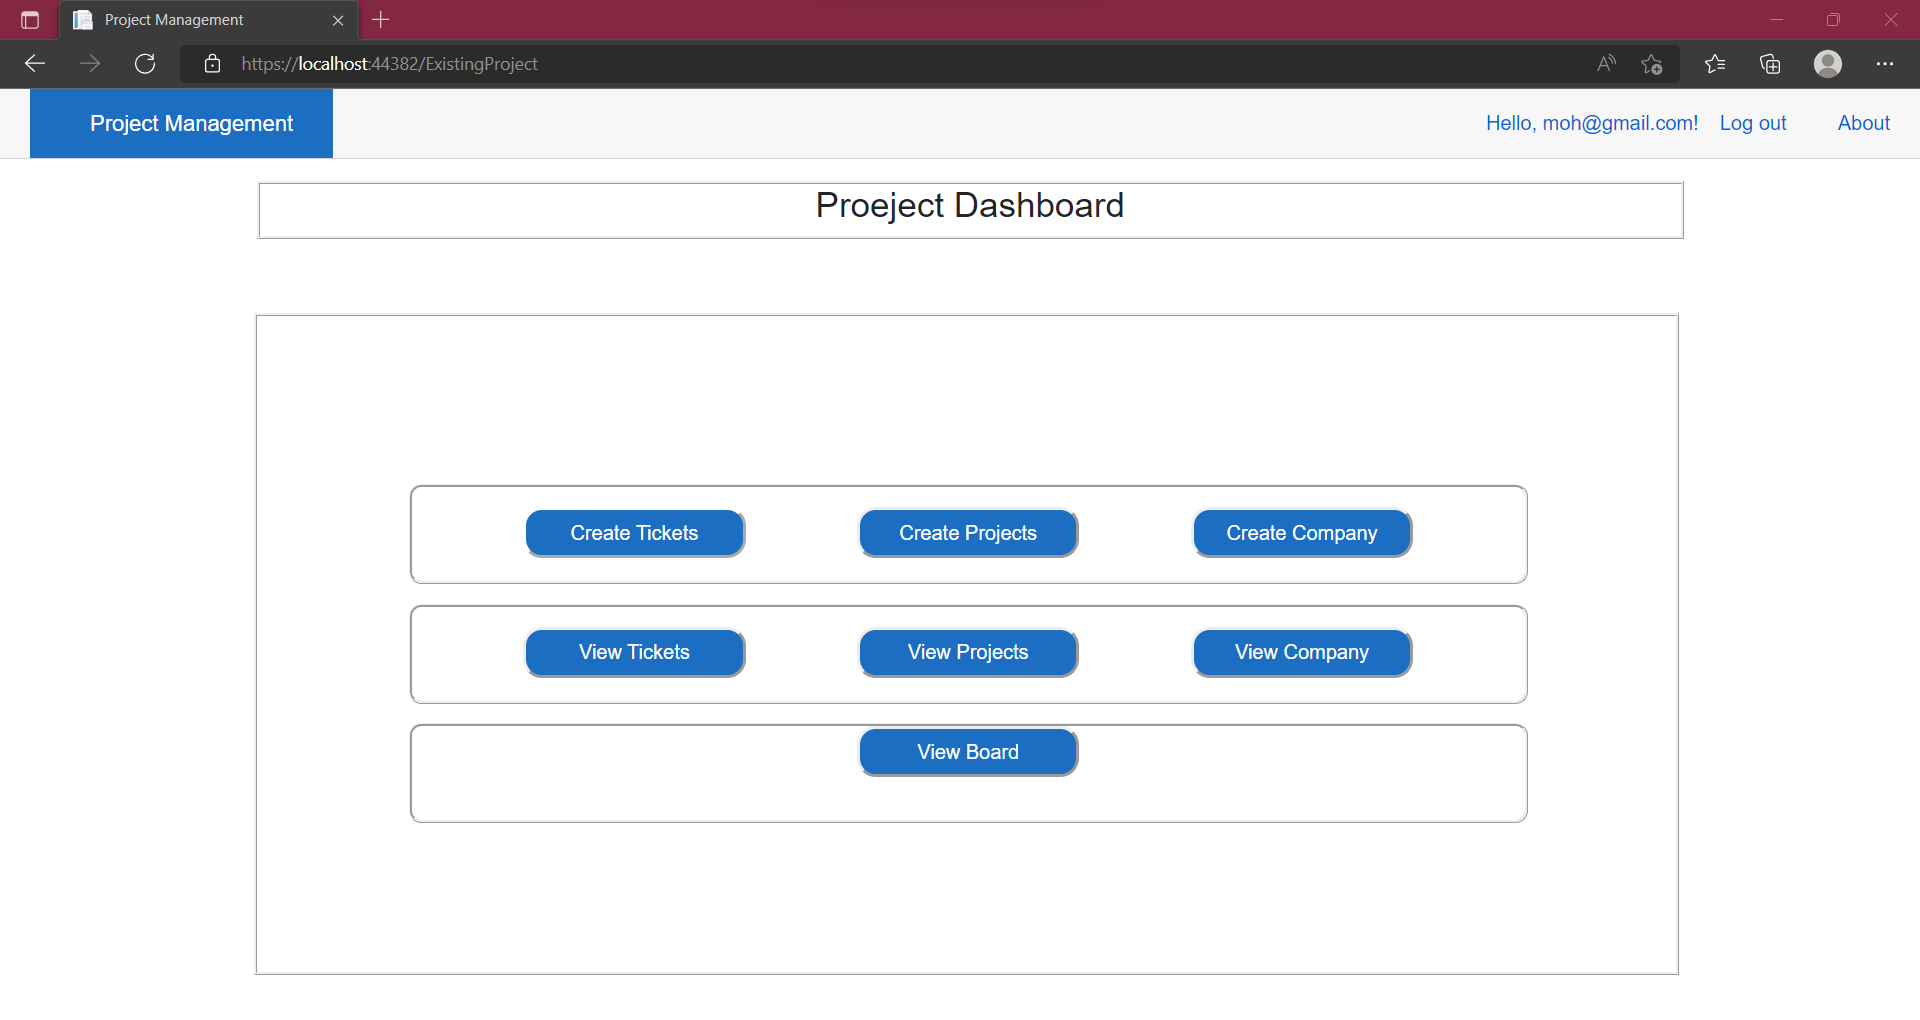 Project Management
https://localhost:44382/ExistingProject
Project Management
Hello, moh@gmail.com! Log out About
Proeject Dashboard
Create Tickets Create Projects Create Company
View Tickets View Projects View Company
View Board